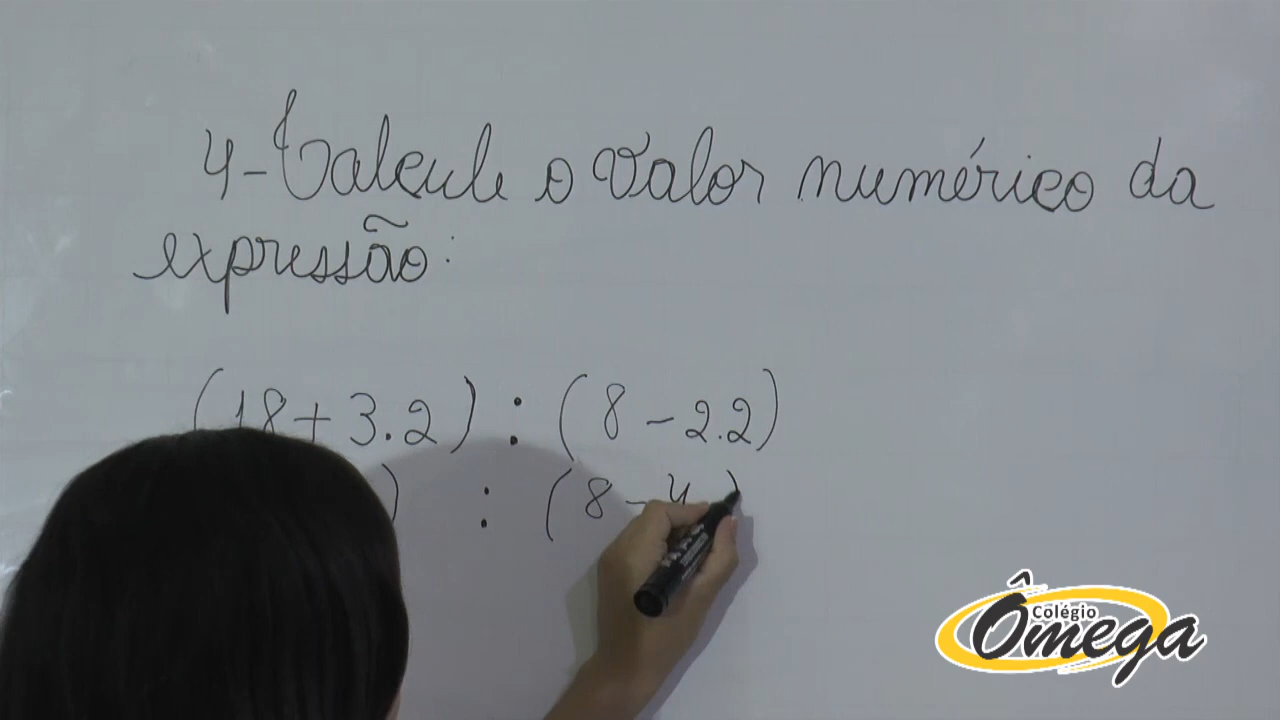 4-Calcule o valor numérico da
expressão:
(18+3.2) : (8-2.2)
) : (8-4)
Colégio
Ômega